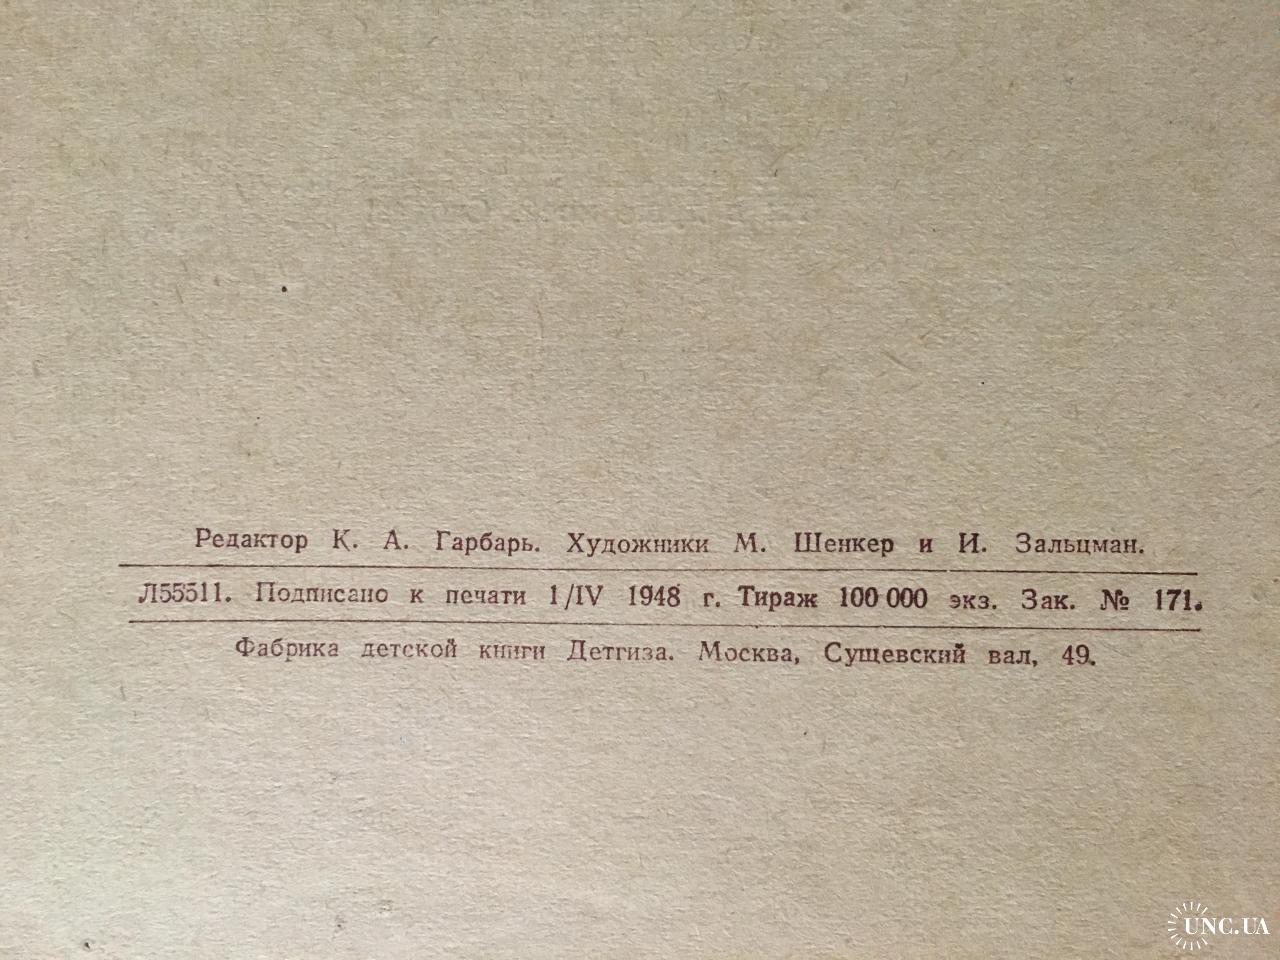 Редактор К. А. Гарбарь. Художники М. Шенкер и И. Зальцман.
Л55511. Подписано к печати 1/IV 1948 г. Тираж 100 000 экз. Зак. № 171.
Фабрика детской книги Детгиза. Москва, Сущевский вал, 49.
UNC.UA